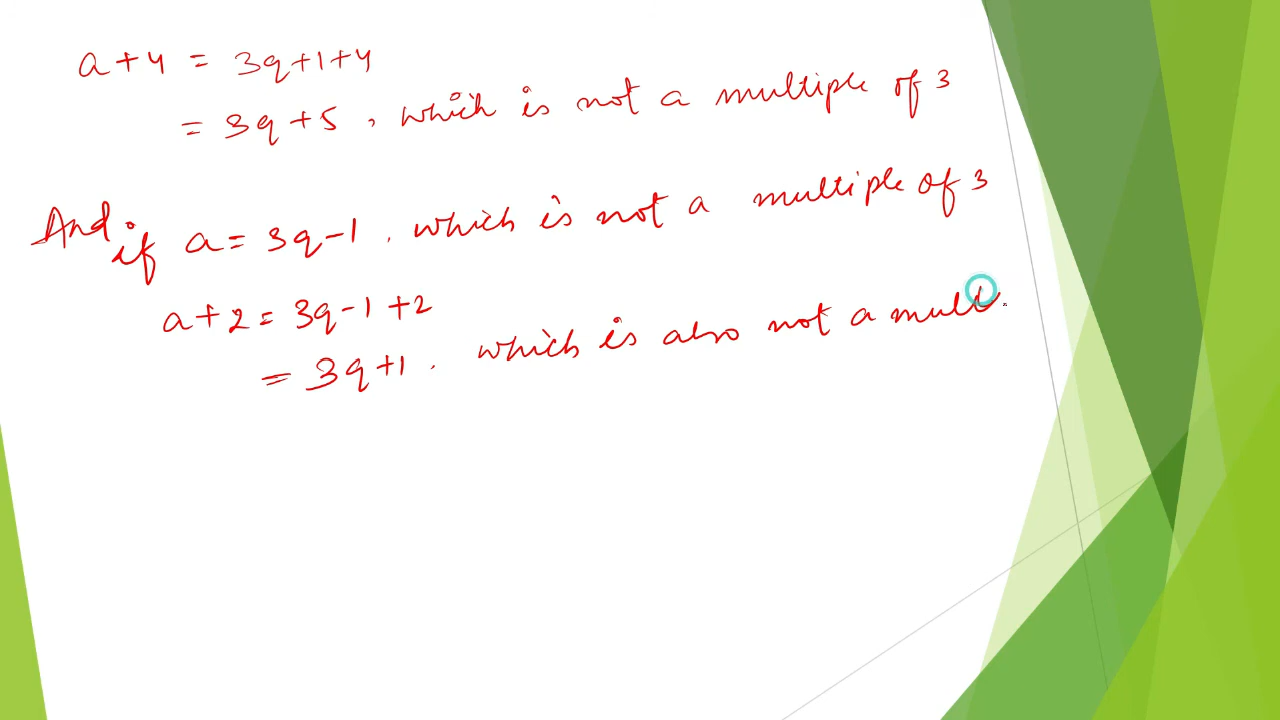 a+4 = 3q+1+4
= 3q+5, which is not a multiple of 3
And if a = 3q-1, which is not a multiple of 3
a+2 = 3q-1+2
= 3q+1. which is also not a mult